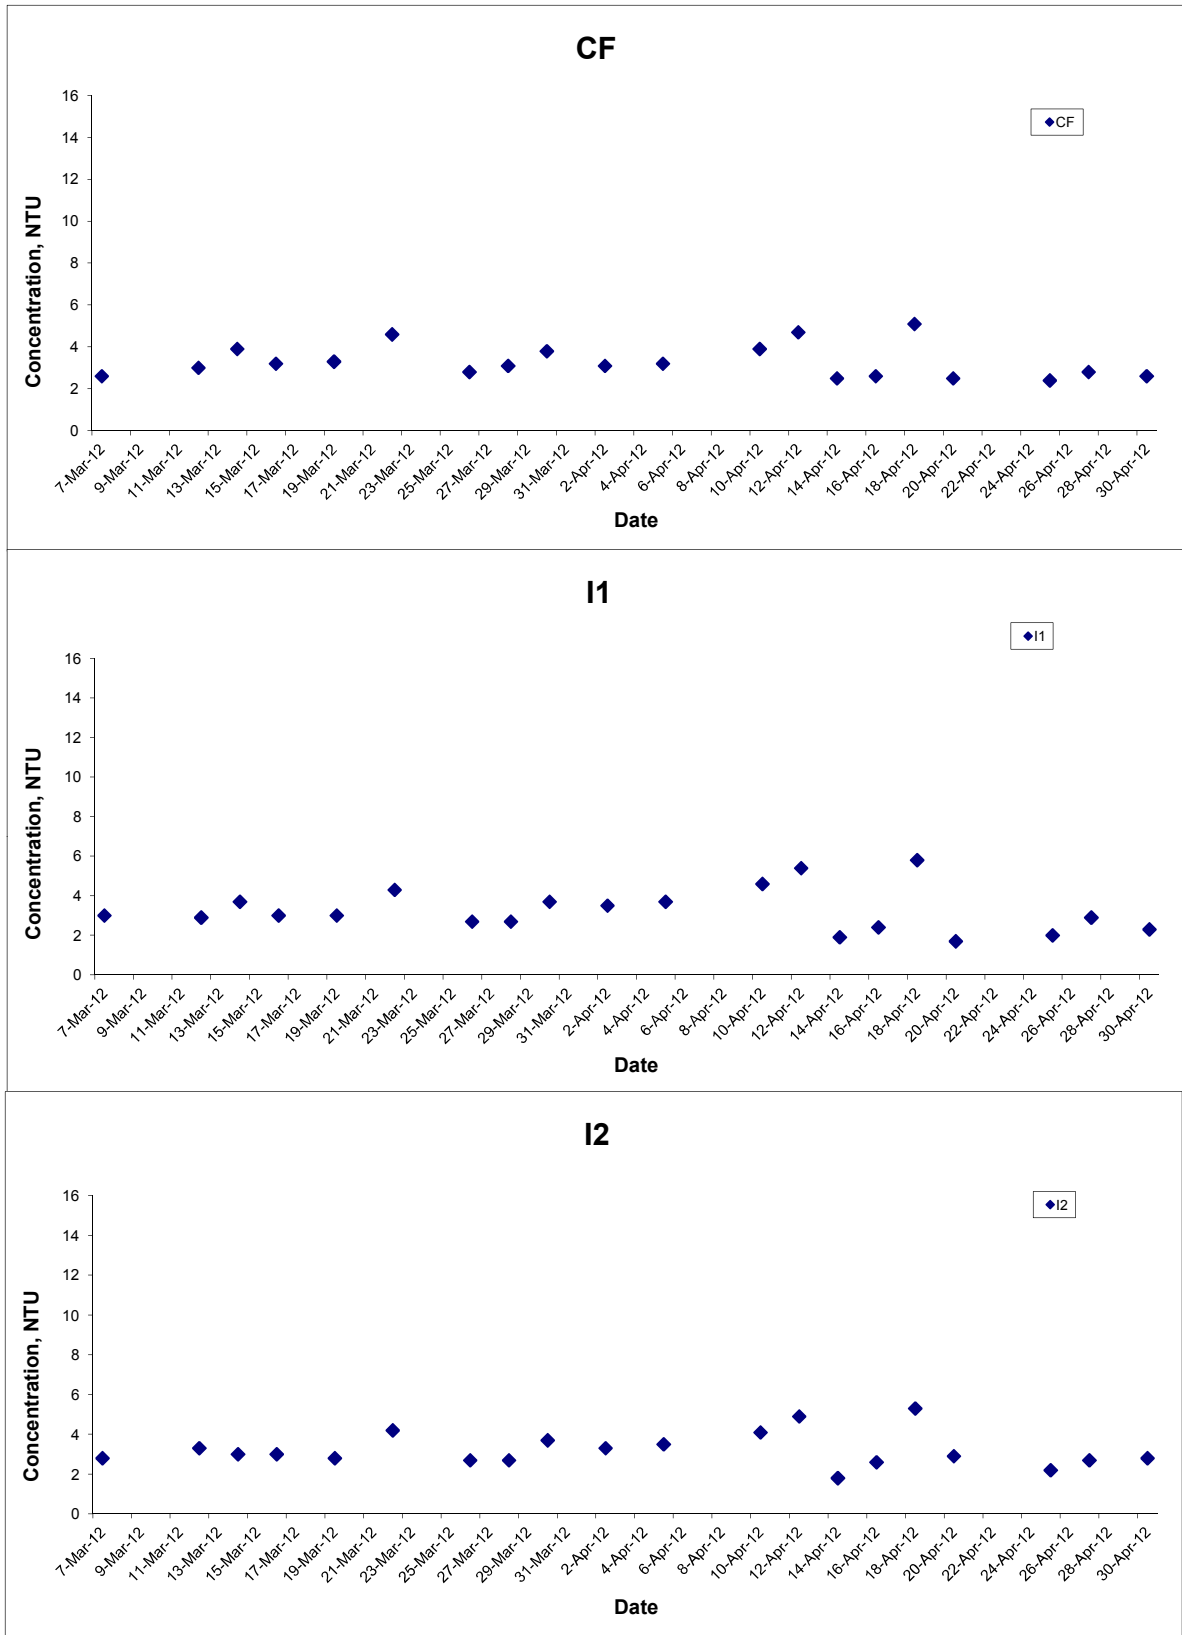 CF
16
14
12
10
8
6
4
2
0
Concentration, NTU
CF
7-Mar-12
9-Mar-12
11-Mar-12
13-Mar-12
15-Mar-12
17-Mar-12
19-Mar-12
21-Mar-12
23-Mar-12
25-Mar-12
27-Mar-12
29-Mar-12
31-Mar-12
2-Apr-12
4-Apr-12
6-Apr-12
8-Apr-12
10-Apr-12
12-Apr-12
14-Apr-12
16-Apr-12
18-Apr-12
20-Apr-12
22-Apr-12
24-Apr-12
26-Apr-12
28-Apr-12
30-Apr-12
Date
I1
16
14
12
10
8
6
4
2
0
Concentration, NTU
I1
7-Mar-12
9-Mar-12
11-Mar-12
13-Mar-12
15-Mar-12
17-Mar-12
19-Mar-12
21-Mar-12
23-Mar-12
25-Mar-12
27-Mar-12
29-Mar-12
31-Mar-12
2-Apr-12
4-Apr-12
6-Apr-12
8-Apr-12
10-Apr-12
12-Apr-12
14-Apr-12
16-Apr-12
18-Apr-12
20-Apr-12
22-Apr-12
24-Apr-12
26-Apr-12
28-Apr-12
30-Apr-12
Date
I2
16
14
12
10
8
6
4
2
0
Concentration, NTU
I2
7-Mar-12
9-Mar-12
11-Mar-12
13-Mar-12
15-Mar-12
17-Mar-12
19-Mar-12
21-Mar-12
23-Mar-12
25-Mar-12
27-Mar-12
29-Mar-12
31-Mar-12
2-Apr-12
4-Apr-12
6-Apr-12
8-Apr-12
10-Apr-12
12-Apr-12
14-Apr-12
16-Apr-12
18-Apr-12
20-Apr-12
22-Apr-12
24-Apr-12
26-Apr-12
28-Apr-12
30-Apr-12
Date